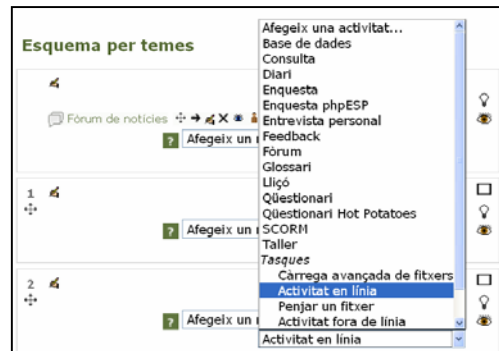 Esquema per temes
Fòrum de notícies
Afegeix un
1
Afegeix un
2
Afegeix un
Afegeix una activitat...
Base de dades
Consulta
Diari
Enquesta
Enquesta phpESP
Entrevista personal
Feedback
Fòrum
Glossari
Lliçó
Qüestionari
Qüestionari Hot Potatoes
SCORM
Taller
Tasques
Càrrega avançada de fitxers
Activitat en línia
Penjar un fitxer
Activitat fora de línia
Activitat en línia